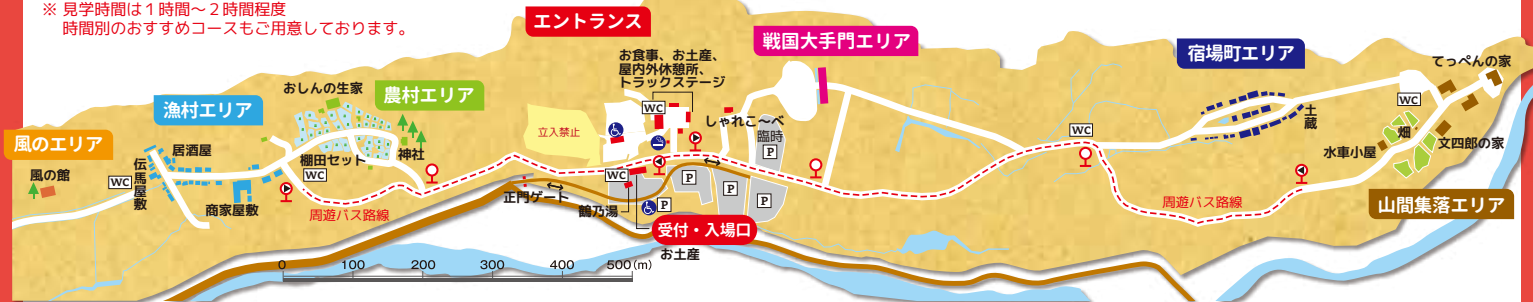 ※ 見学時間は１時間～２時間程度
時間別のおすすめコースもご用意しております。
エントランス
戦国大手門エリア
宿場町エリア
てっぺんの家
お食事、お土産、
屋内外休憩所、
トラックステージ
おしんの生家
農村エリア
漁村エリア
風のエリア
WC
しゃれこ〜べ
臨時
P
立入禁止
WC
土蔵
WC
畑
文四郎の家
水車小屋
居酒屋
伝馬屋敷
棚田セット
神社
風の館
WC
WC
WC
P
P
P
P
商家屋敷
正門ゲート
鶴乃湯
周遊バス路線
周遊バス路線
山間集落エリア
受付・入場口
お土産
0 100 200 300 400 500(m)